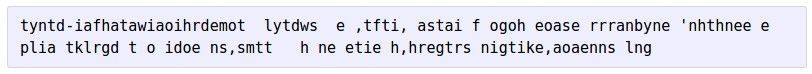 tyntd-iafhatawiaoihrdemot  lytdws  e ,tfti, astai f ogoh eoase rrranbyne 'nhthnee e
plia tklrgd t o idoe ns,smtt   h ne etie h,hregtrs nigtike,aoaenns lng